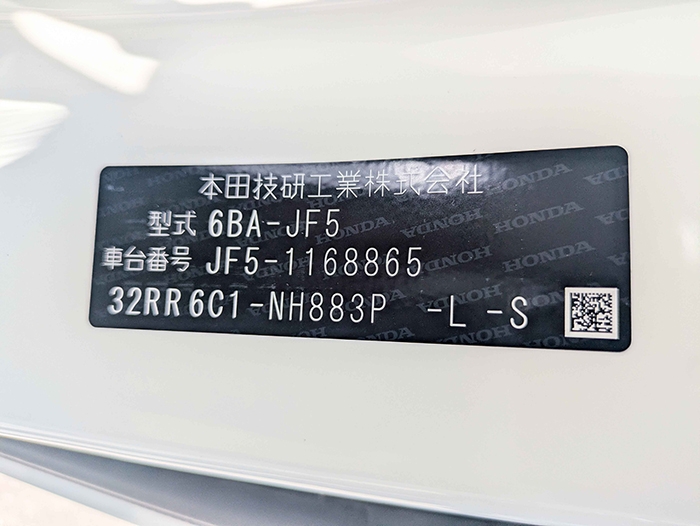 本田技研工業株式会社
型式 6BA-JF5
車台番号 JF5-1168865
32RR6C1-NH883P -L -S